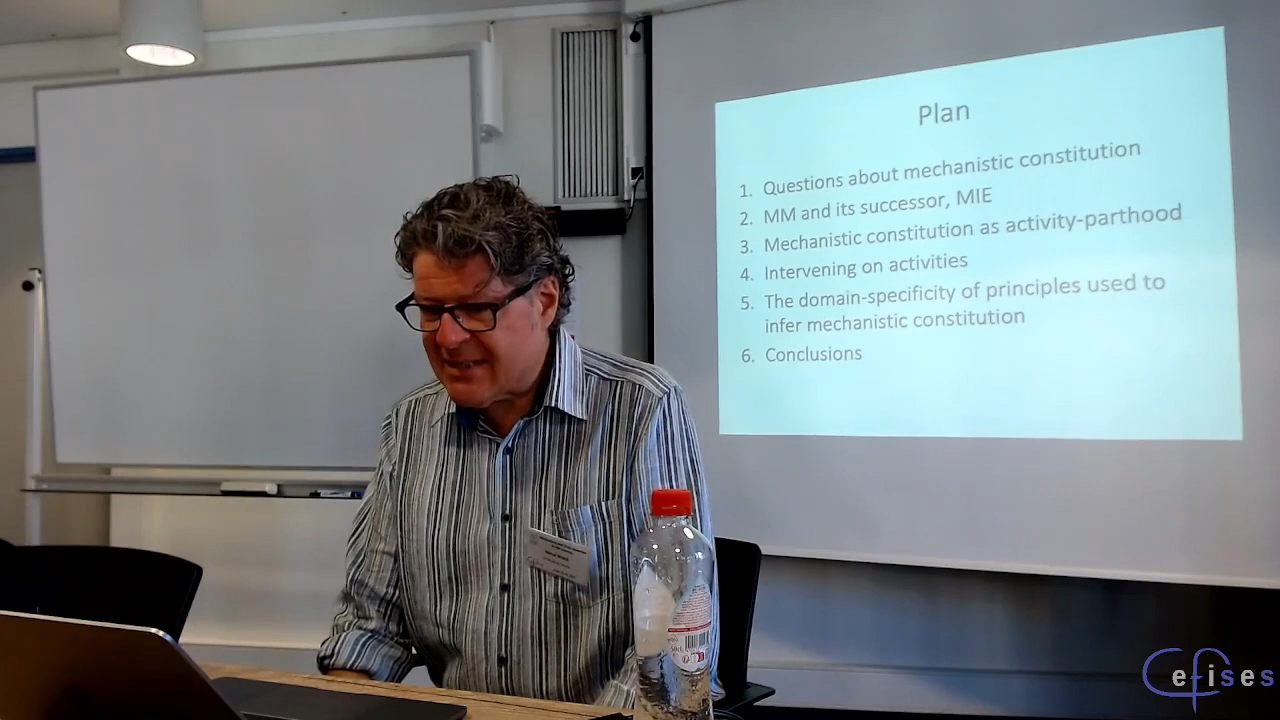 Plan
1. Questions about mechanistic constitution
2. MM and its successor, MIE
3. Mechanistic constitution as activity-parthood
4. Intervening on activities
5. The domain-specificity of principles used to
infer mechanistic constitution
6. Conclusions
Cefises